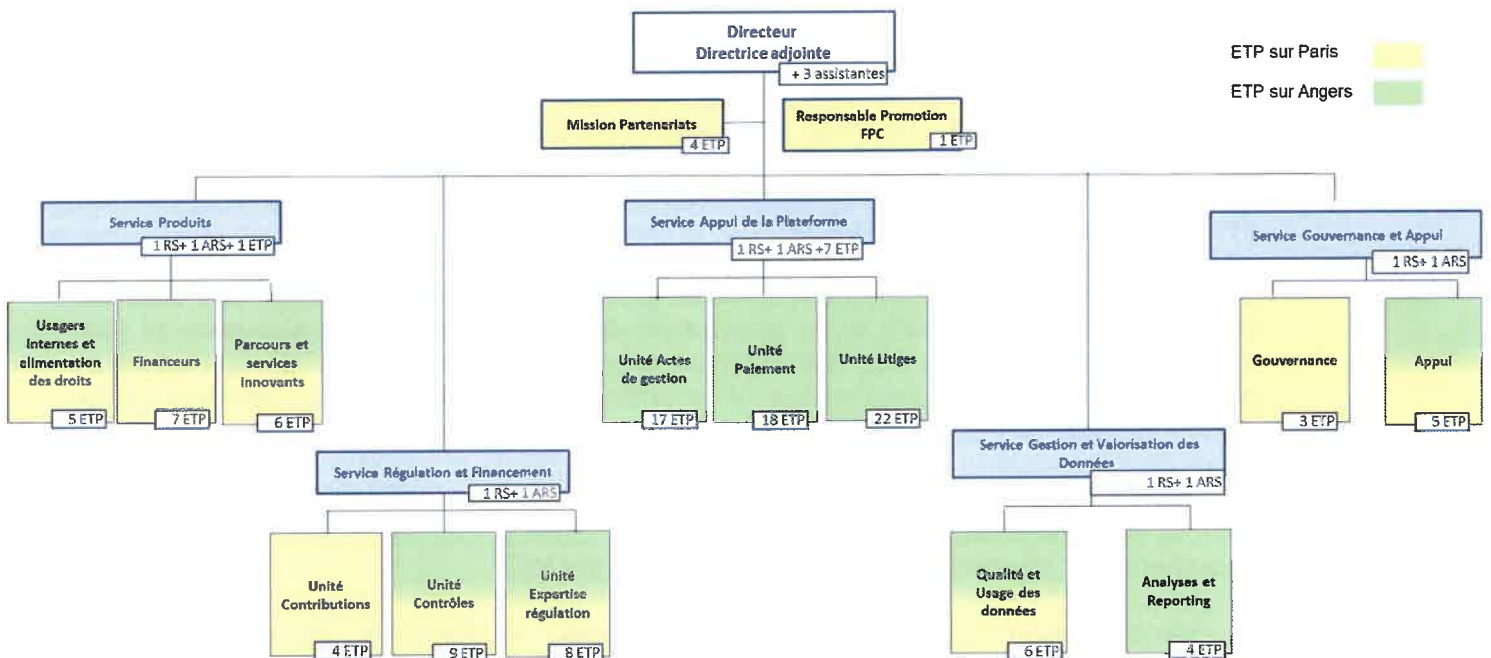 Directeur
Directrice adjointe
+ 3 assistantes
ETP sur Paris
ETP sur Angers
Mission Partenariats
4 ETP
Responsable Promotion
FPC
1 ETP
Service Produits
1 RS+ 1 ARS+ 1 ETP
Service Appui de la Plateforme
1 RS+ 1 ARS +7 ETP
Service Gouvernance et Appui
1 RS+ 1 ARS
Usagers
Internes et
alimentation
des droits
5 ETP
Financeurs
7 ETP
Parcours et
services
innovants
6 ETP
Unité Actes
de gestion
17 ETP
Unité
Paiement
18 ETP
Unité Litiges
22 ETP
Gouvernance
3 ETP
Appui
5 ETP
Service Régulation et Financement
1 RS+ 1 ARS
Service Gestion et Valorisation des
Données
1 RS+ 1 ARS
Unité
Contributions
4 ETP
Unité
Contrôles
9 ETP
Unité
Expertise
régulation
8 ETP
Qualité et
Usage des
données
6 ETP
Analyses et
Reporting
4 ETP